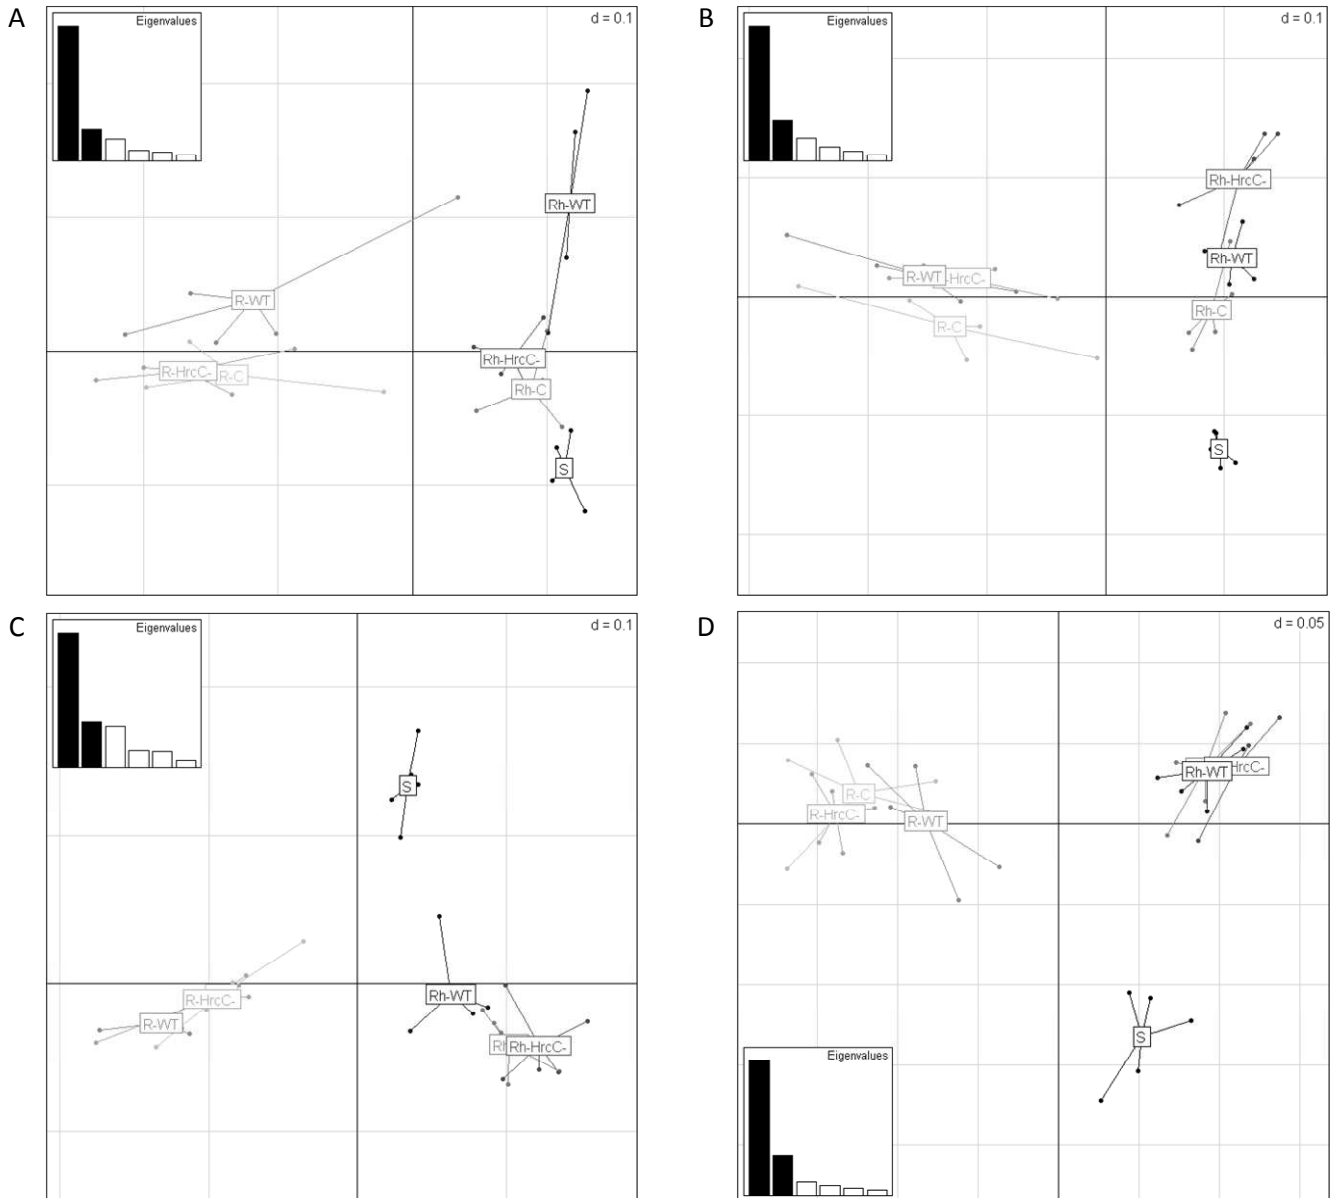 A
Eigenvalues
d = 0.1
Rh-WT
R-WT
Rh-HrcC-
R-HrcC-
R-C
Rh-C
S
B
Eigenvalues
d = 0.1
Rh-HrcC-
Rh-WT
R-WT
-HrcC-
Rh-C
R-C
S
C
Eigenvalues
d = 0.1
S
Rh-WT
R-HrcC-
R-WT
Rh
Rh-HrcC-
D
d = 0.05
Rh-WT
HrcC-
R-C
R-HrcC-
R-WT
S
Eigenvalues